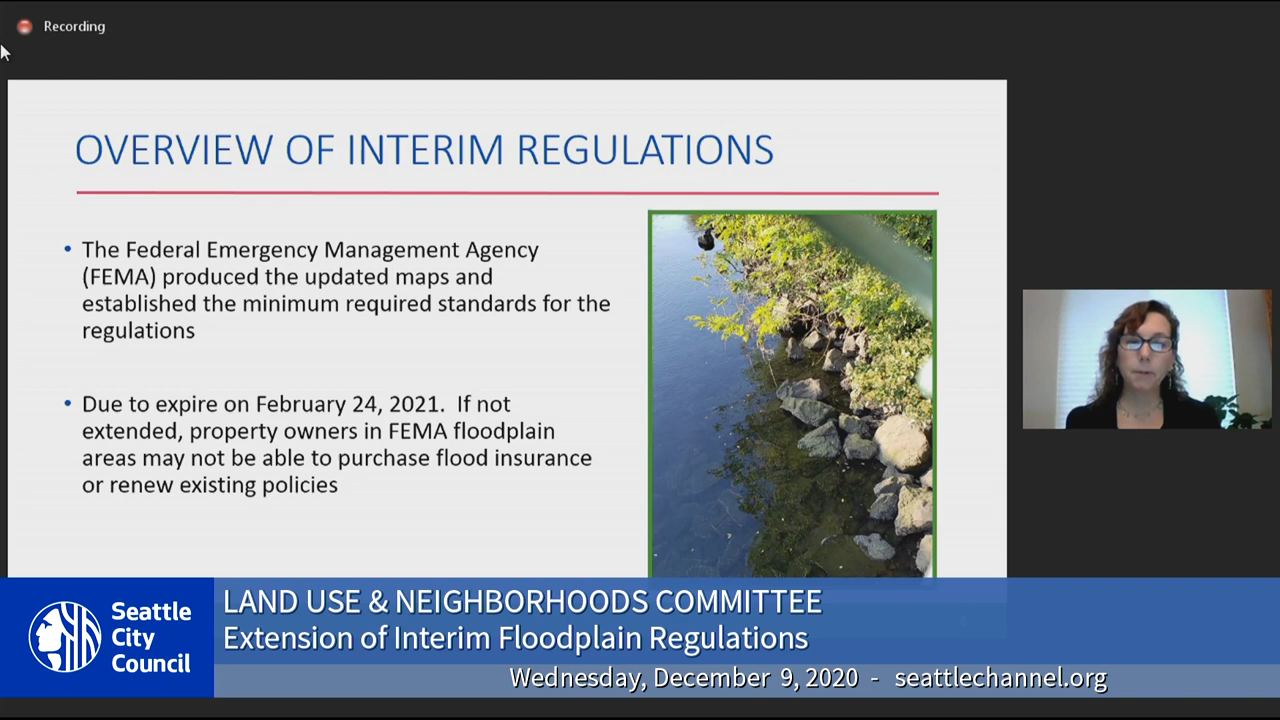 Recording
OVERVIEW OF INTERIM REGULATIONS
• The Federal Emergency Management Agency
(FEMA) produced the updated maps and
established the minimum required standards for the
regulations
• Due to expire on February 24, 2021.  If not
extended, property owners in FEMA floodplain
areas may not be able to purchase flood insurance
or renew existing policies
Seattle
City
Council
LAND USE & NEIGHBORHOODS COMMITTEE
Extension of Interim Floodplain Regulations
Wednesday, December 9, 2020 - seattlechannel.org